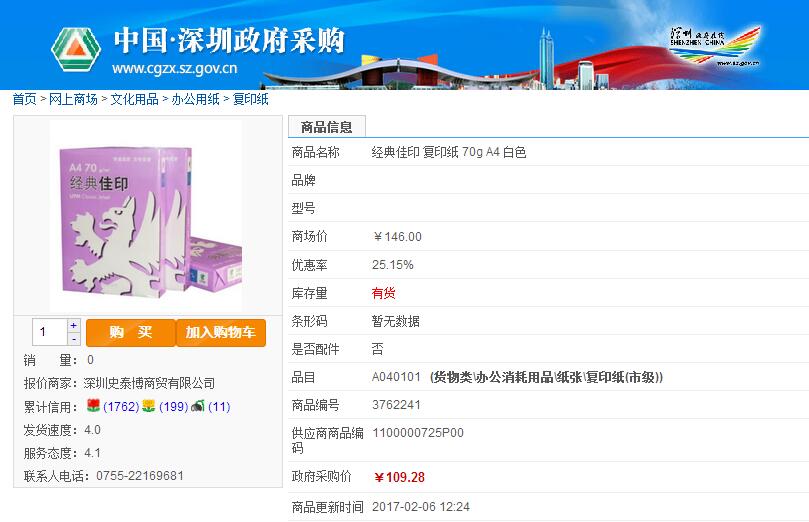 中国·深圳政府采购
www.cgzx.sz.gov.cn
深圳政府在线
SHENZHEN CHINA
www.sz.gov.cn
首页 > 网上商场 > 文化用品 > 办公用纸 > 复印纸
A4 70
经典佳印
UPM Classic Jetset
1
+
-
购 买
加入购物车
销 量： 0
报价商家：深圳史泰博商贸有限公司
累计信用： (1762) (199) (11)
发货速度：4.0
服务态度：4.1
联系人电话：0755-22169681
商品信息
商品名称 经典佳印 复印纸 70g A4 白色
品牌
型号
商场价 ￥146.00
优惠率 25.15%
库存量 有货
条形码 暂无数据
是否配件 否
品目 A040101 (货物类\办公消耗用品\纸张\复印纸(市级))
商品编号 3762241
供应商商品编码 1100000725P00
政府采购价 ￥109.28
商品更新时间 2017-02-06 12:24